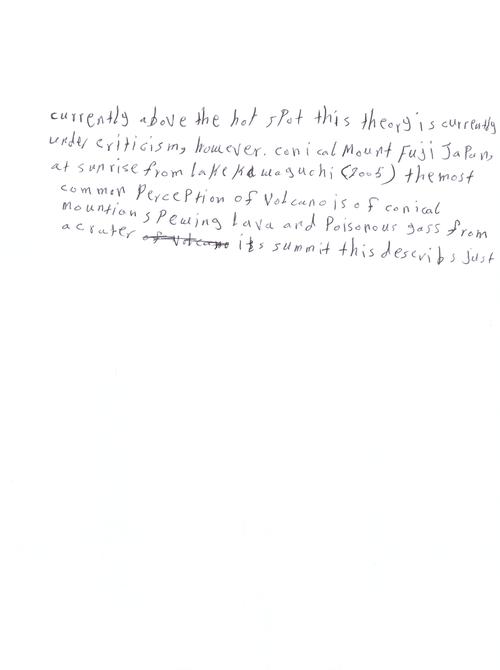 currently above the hot spot this theory is currently
under criticism, however. conical Mount Fuji Japan,
at sunrise from lake Kawaguchi (2005) the most
common Perception of Volcano is of conical
mountion spewing Lava and Poisonous gass from
a crater of volcano its summit this describs just